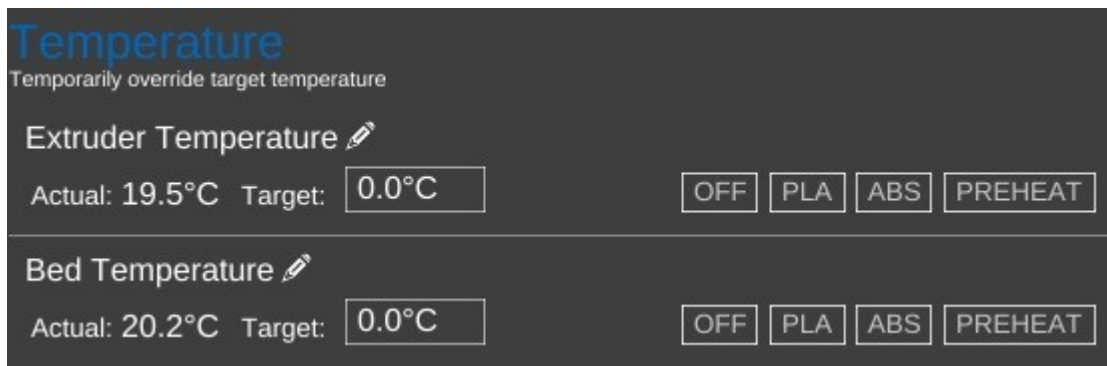 Temperature
Temporarily override target temperature
Extruder Temperature
Actual: 19.5°C Target: 0.0°C OFF PLA ABS PREHEAT
Bed Temperature
Actual: 20.2°C Target: 0.0°C OFF PLA ABS PREHEAT